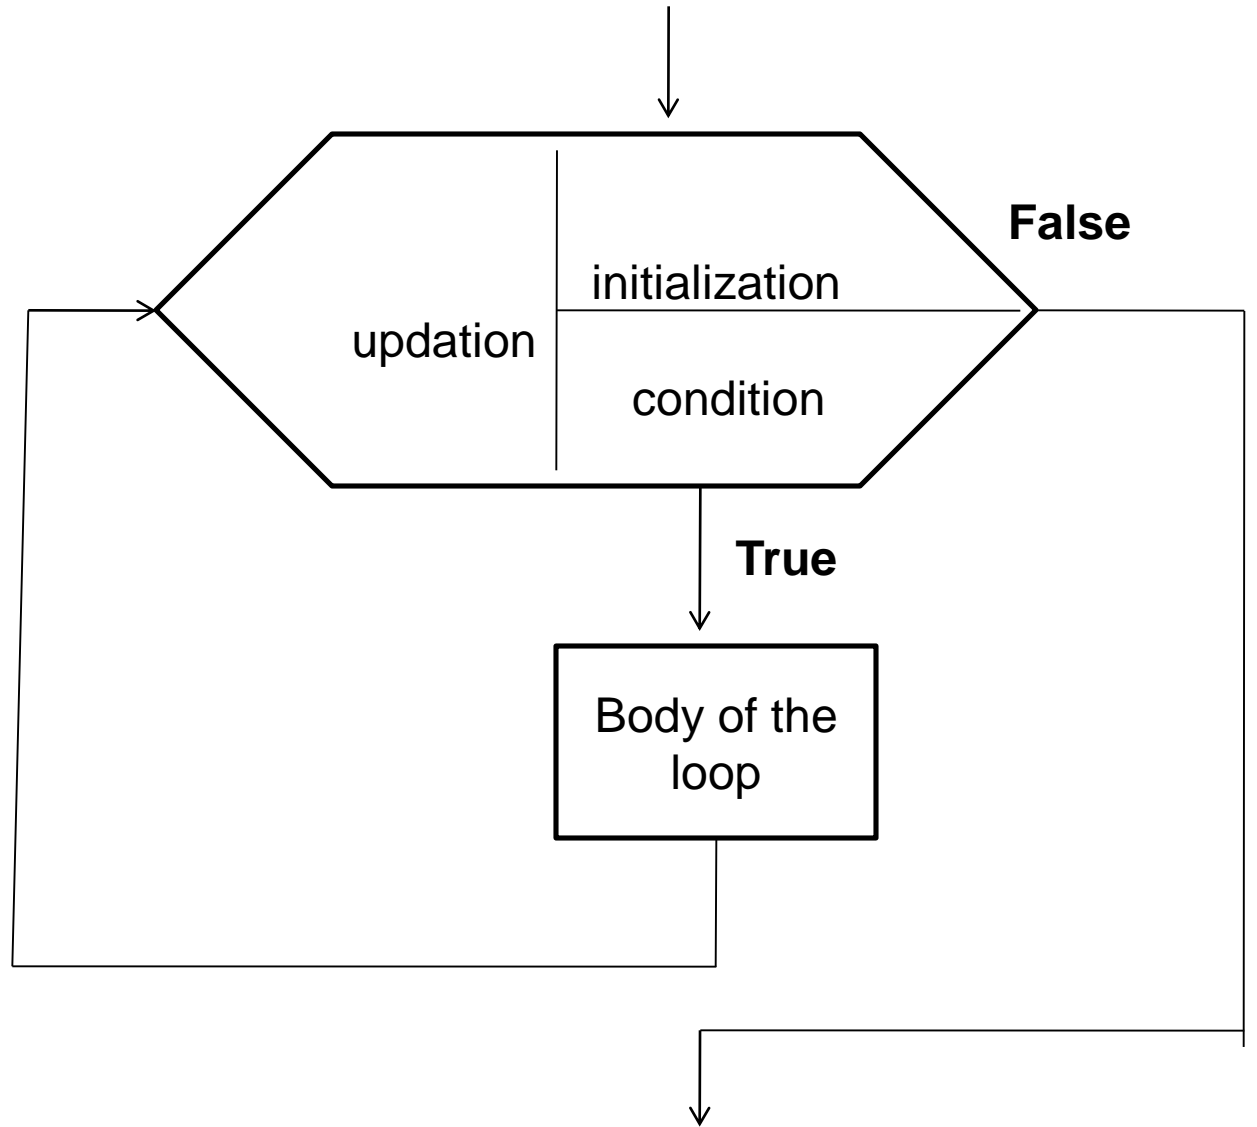 False
initialization
updation
condition
True
Body of the
loop